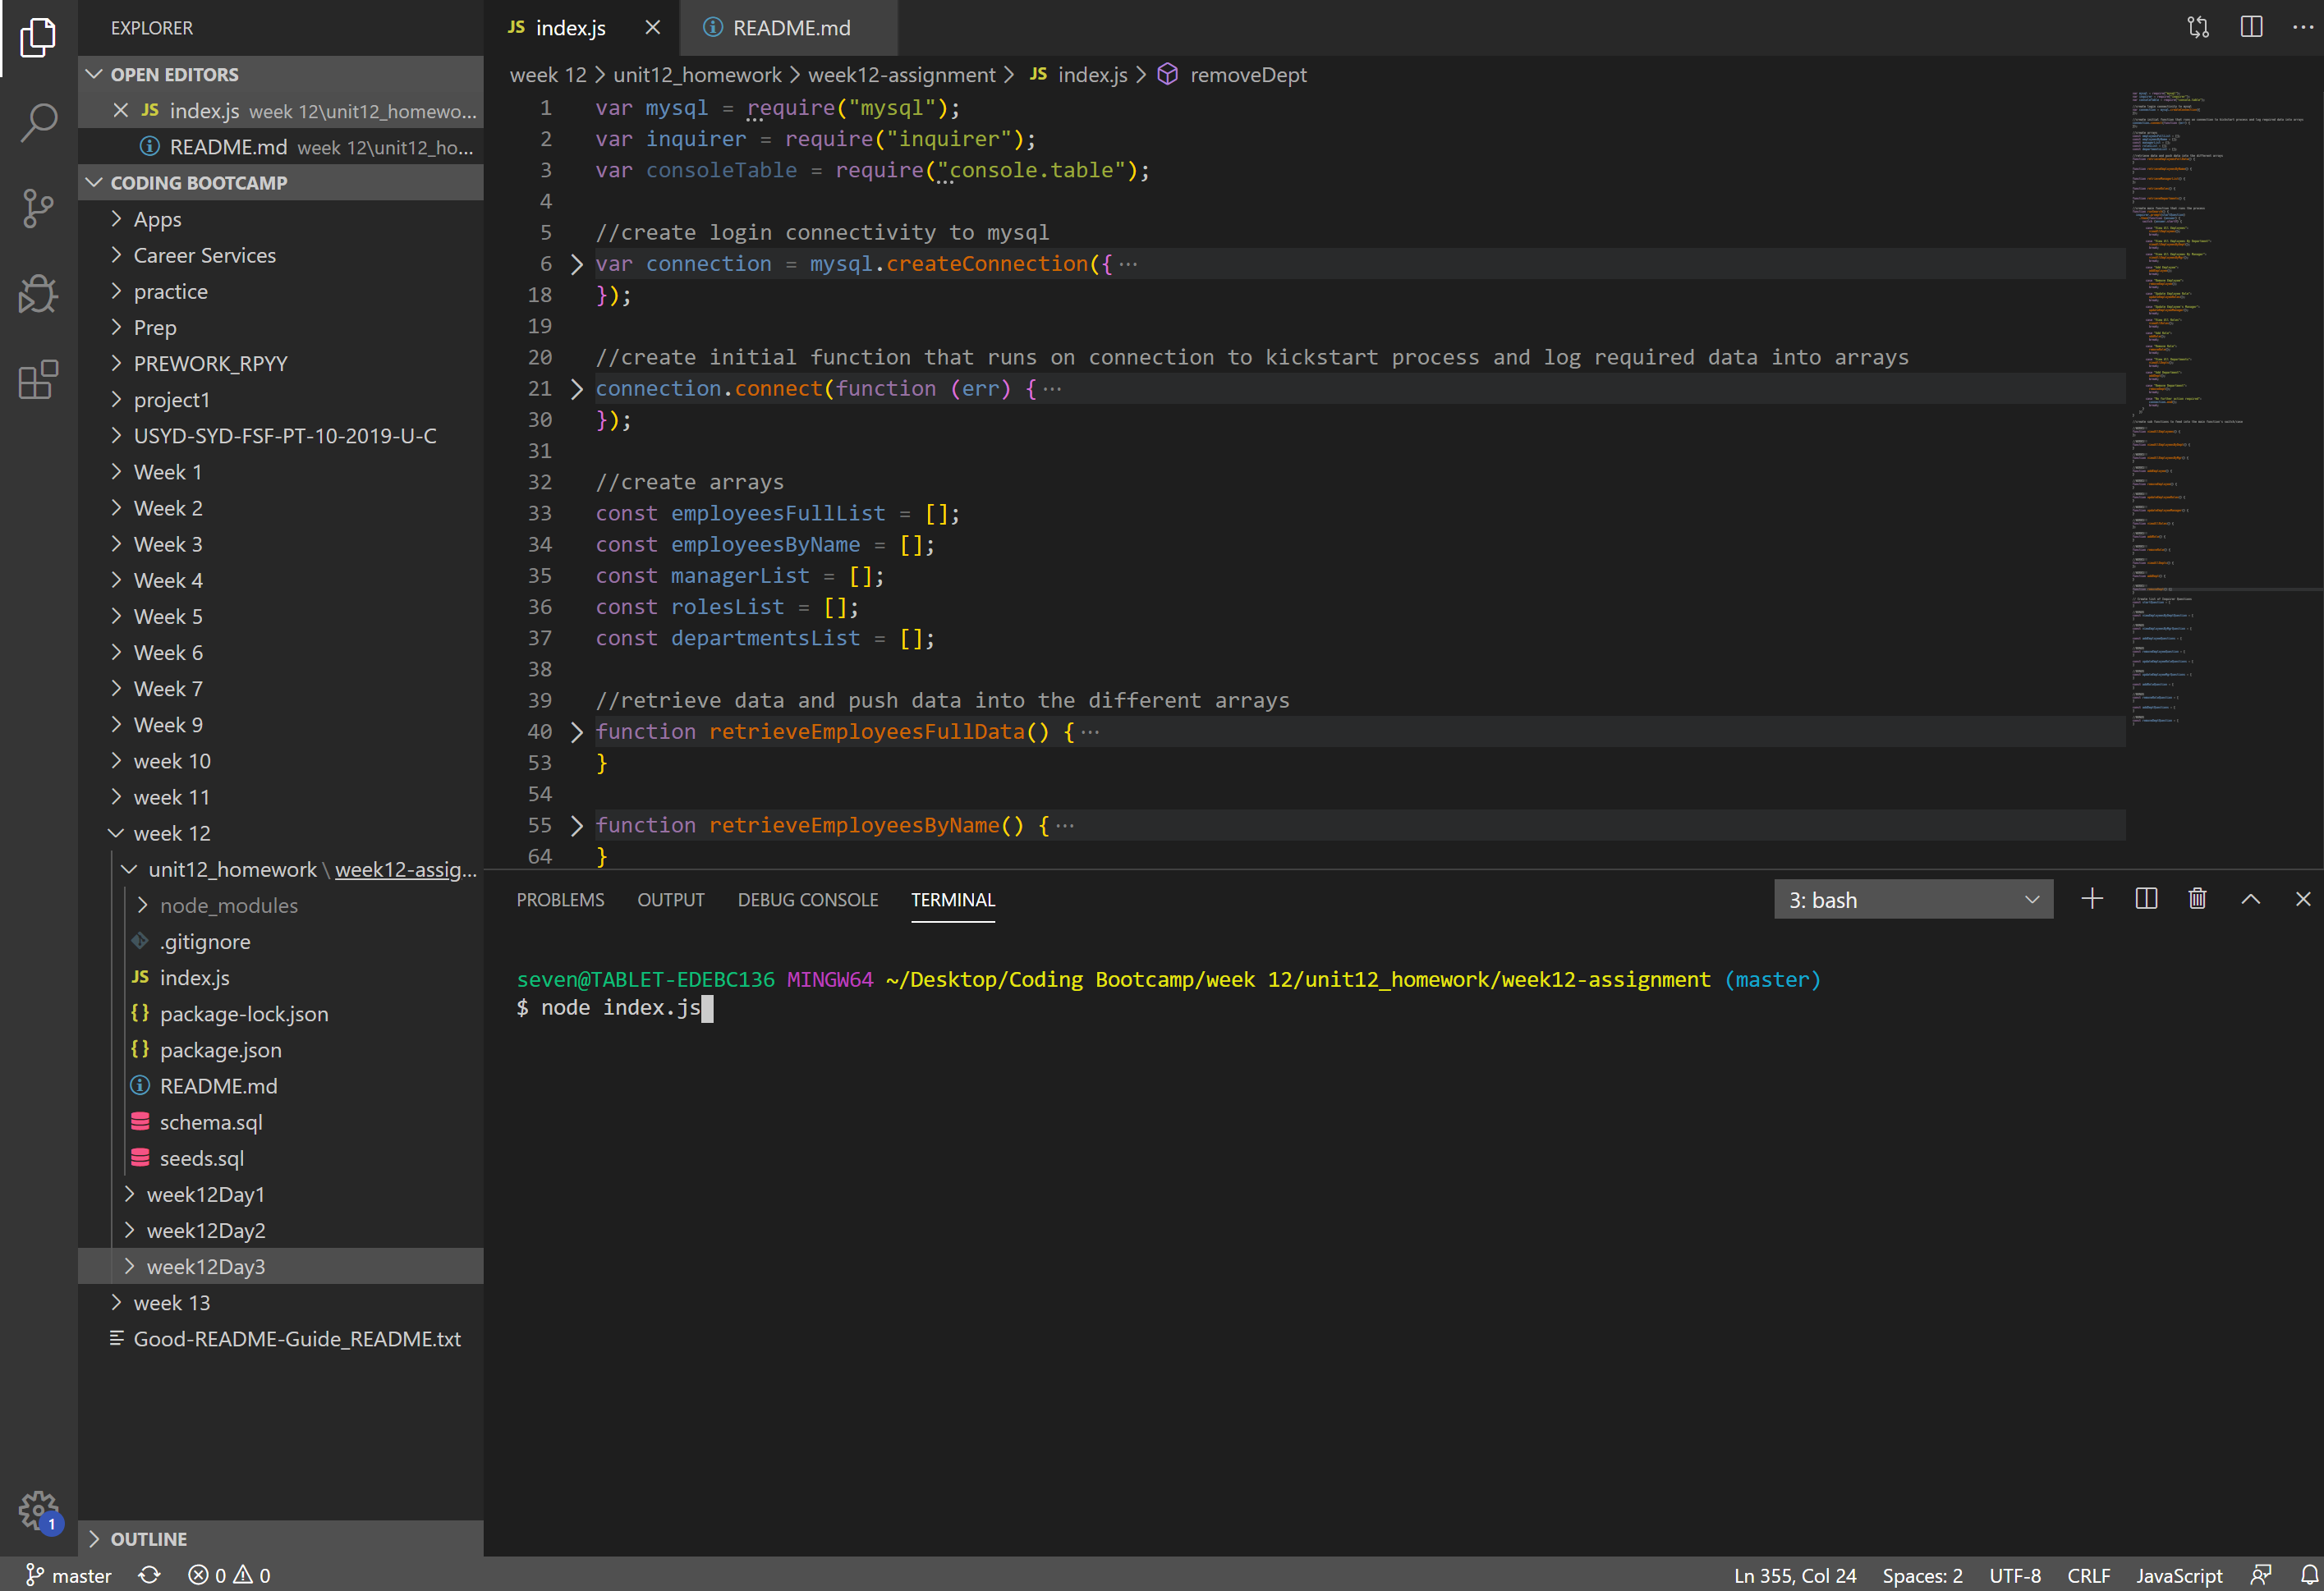 EXPLORER
OPEN EDITORS
JS index.js week 12\unit12_homewo...
README.md week 12\unit12_ho...
CODING BOOTCAMP
Apps
Career Services
practice
Prep
PREWORK_RPYY
project1
USYD-SYD-FSF-PT-10-2019-U-C
Week 1
Week 2
Week 3
Week 4
Week 5
Week 6
Week 7
Week 9
week 10
week 11
week 12
unit12_homework \ week12-assig...
node_modules
.gitignore
JS index.js
{} package-lock.json
{} package.json
README.md
schema.sql
seeds.sql
week12Day1
week12Day2
week12Day3
week 13
Good-README-Guide_README.txt
OUTLINE
JS index.js
README.md
week 12 > unit12_homework > week12-assignment > JS index.js > removeDept
1 var mysql = require("mysql");
2 var inquirer = require("inquirer");
3 var consoleTable = require("console.table");
4
5 //create login connectivity to mysql
6 var connection = mysql.createConnection({ ...
18 });
19
20 //create initial function that runs on connection to kickstart process and log required data into arrays
21 connection.connect(function (err) { ...
30 });
31
32 //create arrays
33 const employeesFullList = [];
34 const employeesByName = [];
35 const managerList = [];
36 const rolesList = [];
37 const departmentsList = [];
38
39 //retrieve data and push data into the different arrays
40 function retrieveEmployeesFullData() { ...
53 }
54
55 function retrieveEmployeesByName() { ...
64 }
PROBLEMS OUTPUT DEBUG CONSOLE TERMINAL
3: bash
seven@TABLET-EDEBC136 MINGW64 ~/Desktop/Coding Bootcamp/week 12/unit12_homework/week12-assignment (master)
$ node index.js
1
master 0 0
Ln 355, Col 24 Spaces: 2 UTF-8 CRLF JavaScript